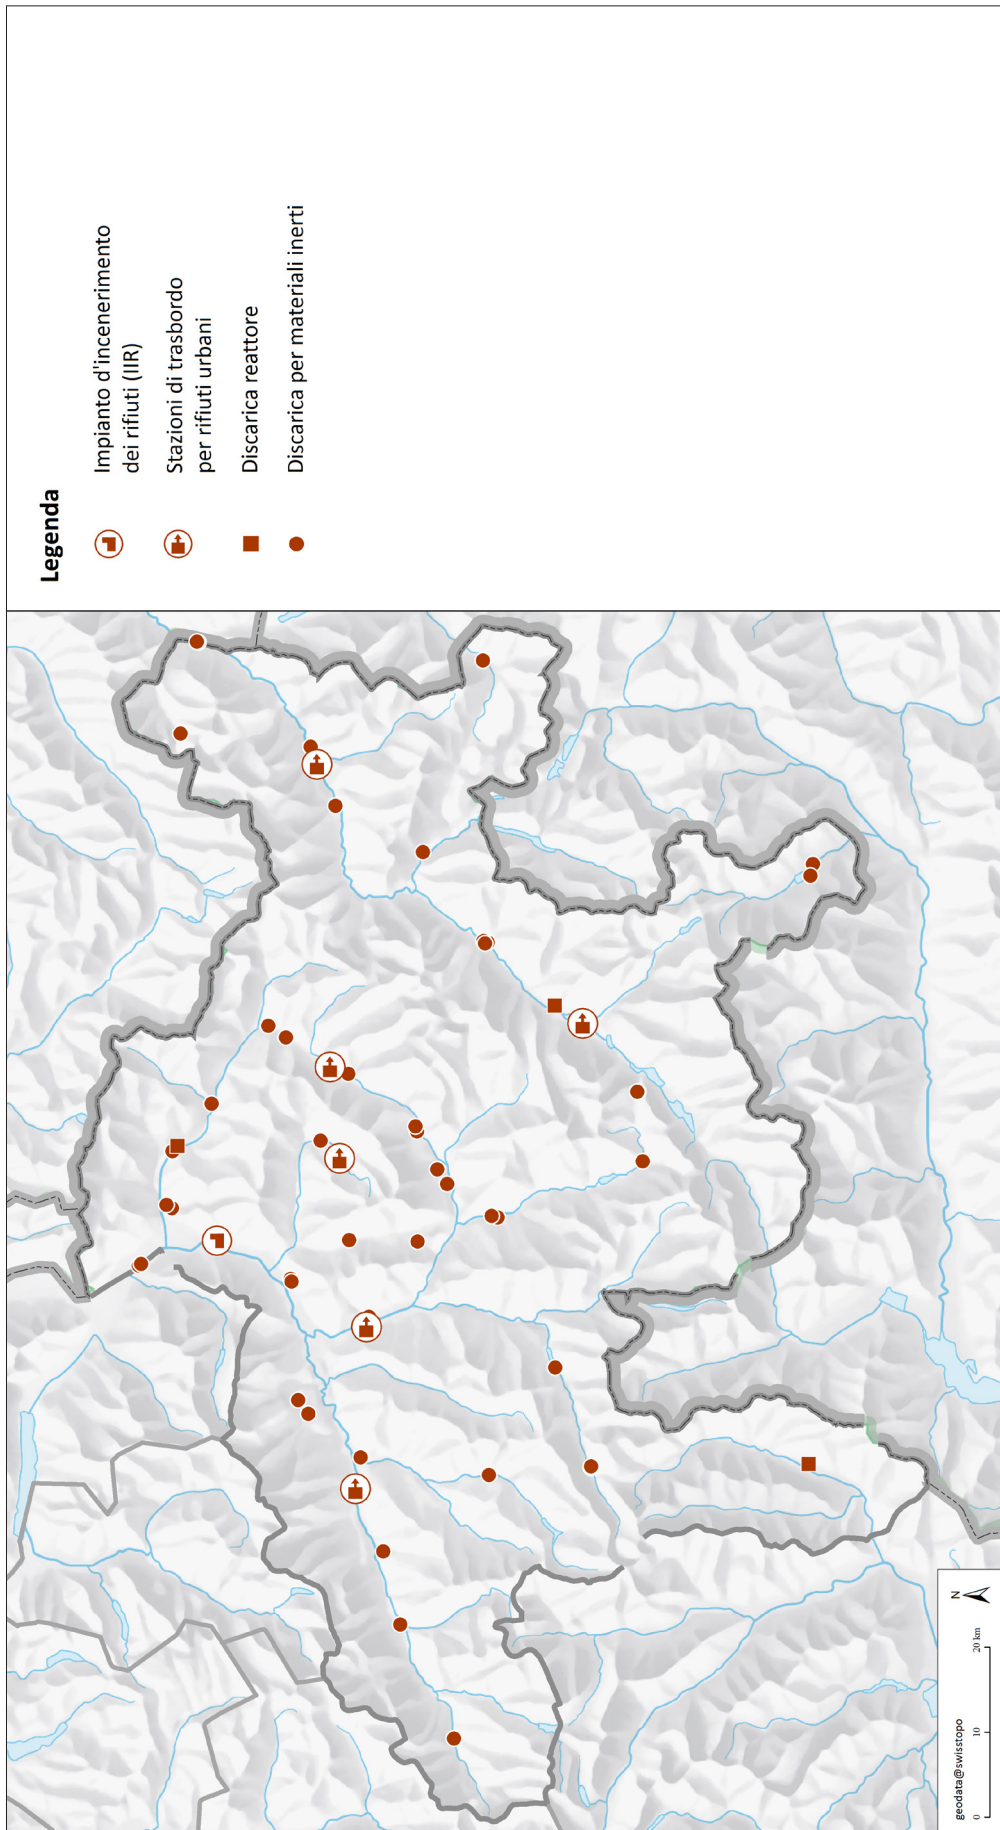 Legenda
Impianto d'incenerimento
dei rifiuti (IIR)
Stazioni di trasbordo
per rifiuti urbani
Discarica reattore
Discarica per materiali inerti
geodata@swisstopo
0 10 20 km
N